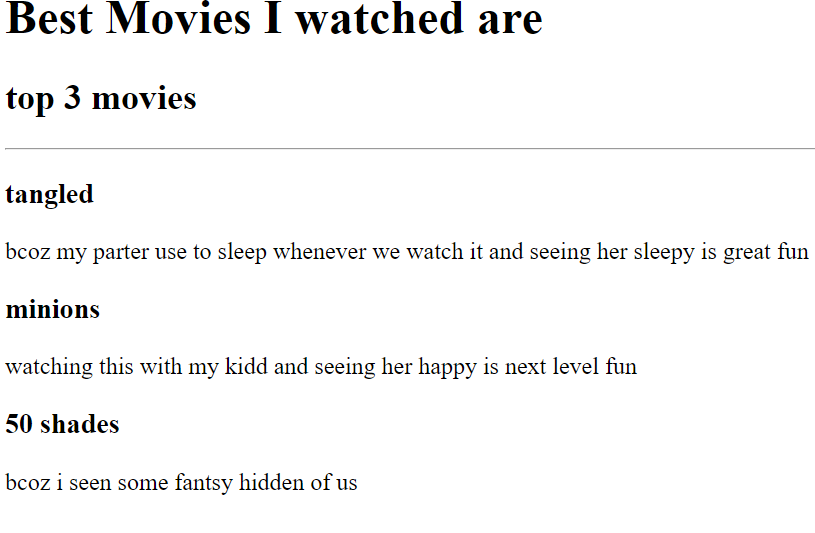 Best Movies I watched are
top 3 movies
tangled
bcoz my parter use to sleep whenever we watch it and seeing her sleepy is great fun
minions
watching this with my kidd and seeing her happy is next level fun
50 shades
bcoz i seen some fantsy hidden of us